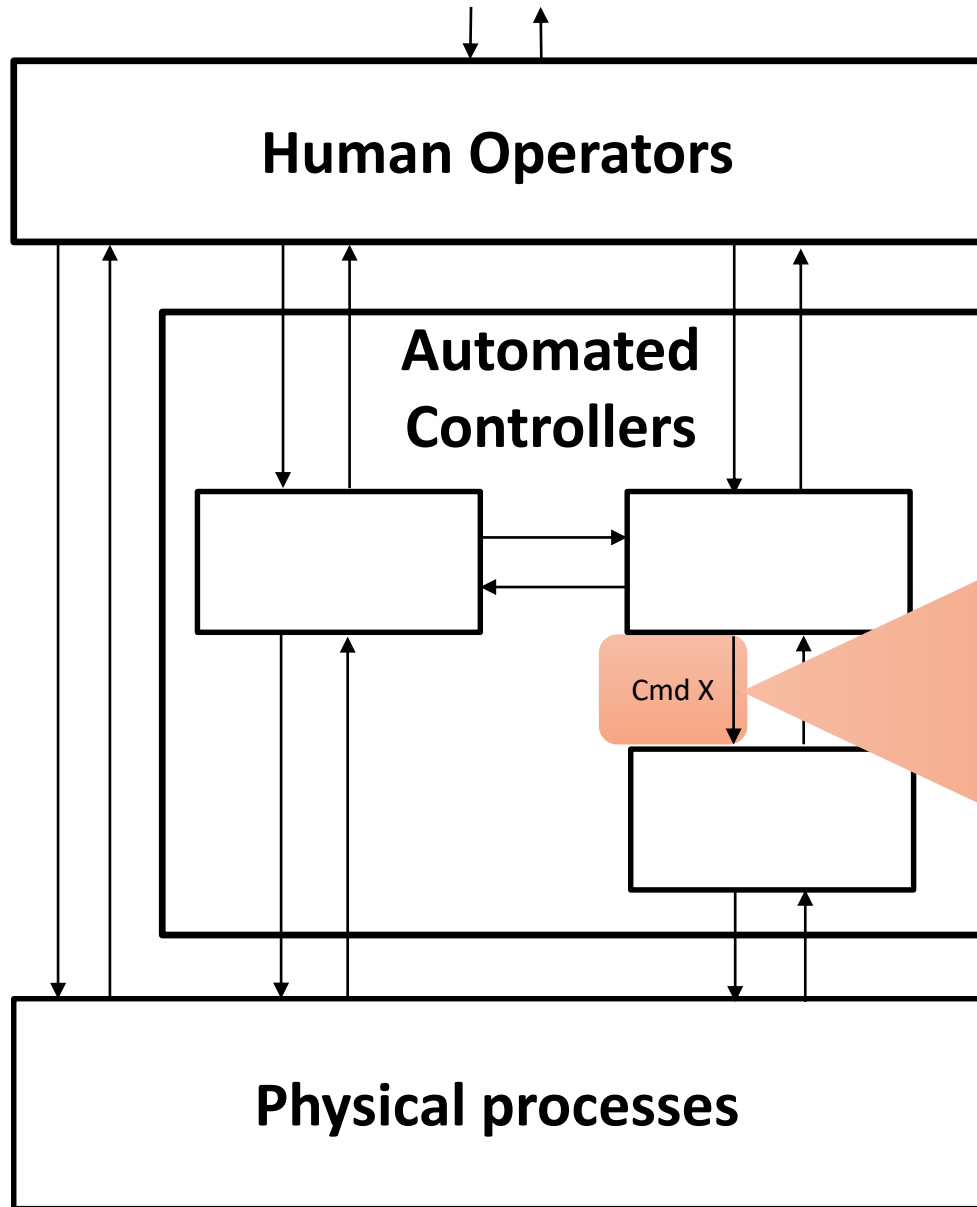 Human Operators
Automated
Controllers
Cmd X
Physical processes